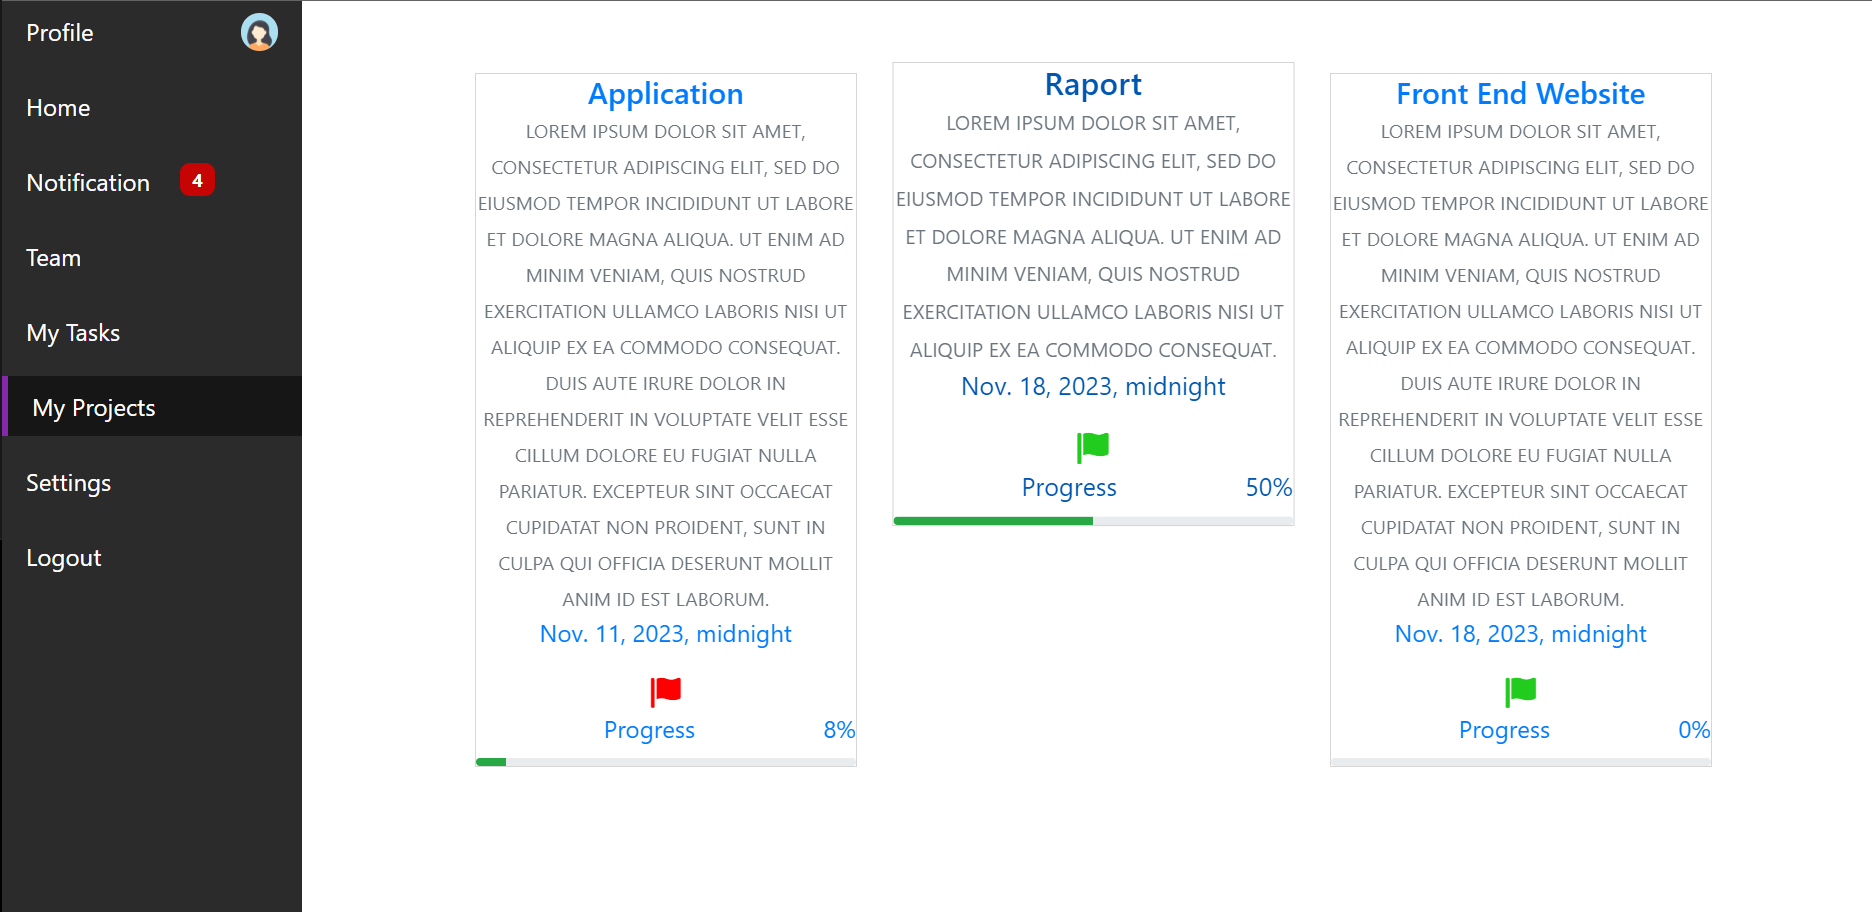 Profile
Home
Notification 4
Team
My Tasks
My Projects
Settings
Logout
Application
LOREM IPSUM DOLOR SIT AMET,
CONSECTETUR ADIPISCING ELIT, SED DO
EIUSMOD TEMPOR INCIDIDUNT UT LABORE
ET DOLORE MAGNA ALIQUA. UT ENIM AD
MINIM VENIAM, QUIS NOSTRUD
EXERCITATION ULLAMCO LABORIS NISI UT
ALIQUIP EX EA COMMODO CONSEQUAT.
DUIS AUTE IRURE DOLOR IN
REPREHENDERIT IN VOLUPTATE VELIT ESSE
CILLUM DOLORE EU FUGIAT NULLA
PARIATUR. EXCEPTEUR SINT OCCAECAT
CUPIDATAT NON PROIDENT, SUNT IN
CULPA QUI OFFICIA DESERUNT MOLLIT
ANIM ID EST LABORUM.
Nov. 11, 2023, midnight
Progress 8%
Raport
LOREM IPSUM DOLOR SIT AMET,
CONSECTETUR ADIPISCING ELIT, SED DO
EIUSMOD TEMPOR INCIDIDUNT UT LABORE
ET DOLORE MAGNA ALIQUA. UT ENIM AD
MINIM VENIAM, QUIS NOSTRUD
EXERCITATION ULLAMCO LABORIS NISI UT
ALIQUIP EX EA COMMODO CONSEQUAT.
Nov. 18, 2023, midnight
Progress 50%
Front End Website
LOREM IPSUM DOLOR SIT AMET,
CONSECTETUR ADIPISCING ELIT, SED DO
EIUSMOD TEMPOR INCIDIDUNT UT LABORE
ET DOLORE MAGNA ALIQUA. UT ENIM AD
MINIM VENIAM, QUIS NOSTRUD
EXERCITATION ULLAMCO LABORIS NISI UT
ALIQUIP EX EA COMMODO CONSEQUAT.
DUIS AUTE IRURE DOLOR IN
REPREHENDERIT IN VOLUPTATE VELIT ESSE
CILLUM DOLORE EU FUGIAT NULLA
PARIATUR. EXCEPTEUR SINT OCCAECAT
CUPIDATAT NON PROIDENT, SUNT IN
CULPA QUI OFFICIA DESERUNT MOLLIT
ANIM ID EST LABORUM.
Nov. 18, 2023, midnight
Progress 0%